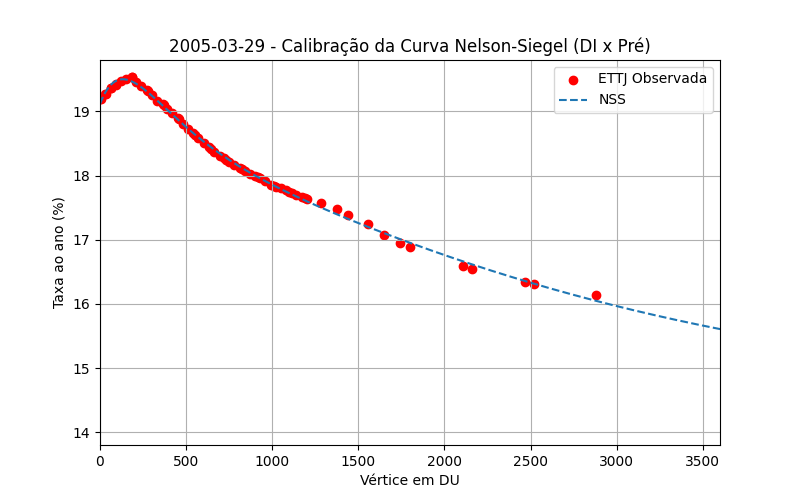 2005-03-29 - Calibração da Curva Nelson-Siegel (DI x Pré)
ETTJ Observada
NSS
Taxa ao ano (%)
19
18
17
16
15
14
0 500 1000 1500 2000 2500 3000 3500
Vértice em DU